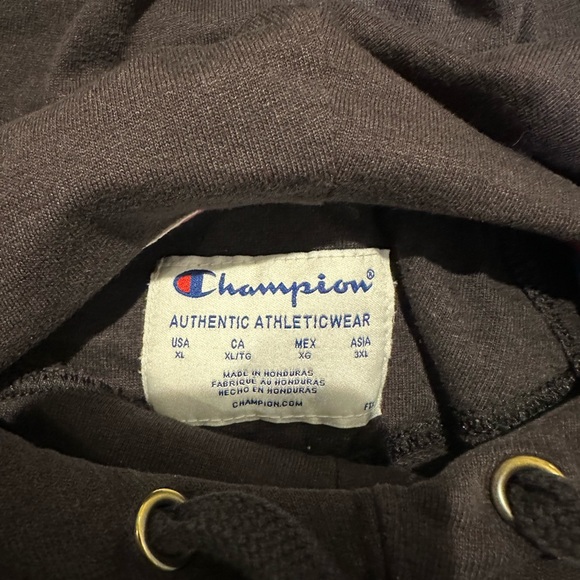 Champion®
AUTHENTIC ATHLETICWEAR
USA CA MEX ASIA
XL XL/TG XG 3XL
MADE IN HONDURAS
FABRIQUÉ AU HONDURAS
HECHO EN HONDURAS
CHAMPION.COM